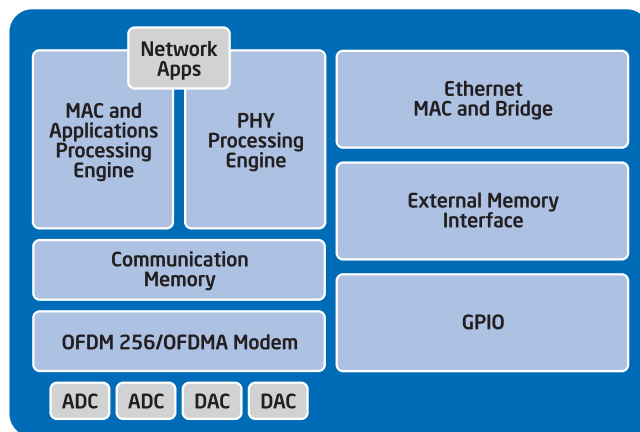 Network
Apps
MAC and
Applications
Processing
Engine
PHY
Processing
Engine
Communication
Memory
OFDM 256/OFDMA Modem
ADC
ADC
DAC
DAC
Ethernet
MAC and Bridge
External Memory
Interface
GPIO